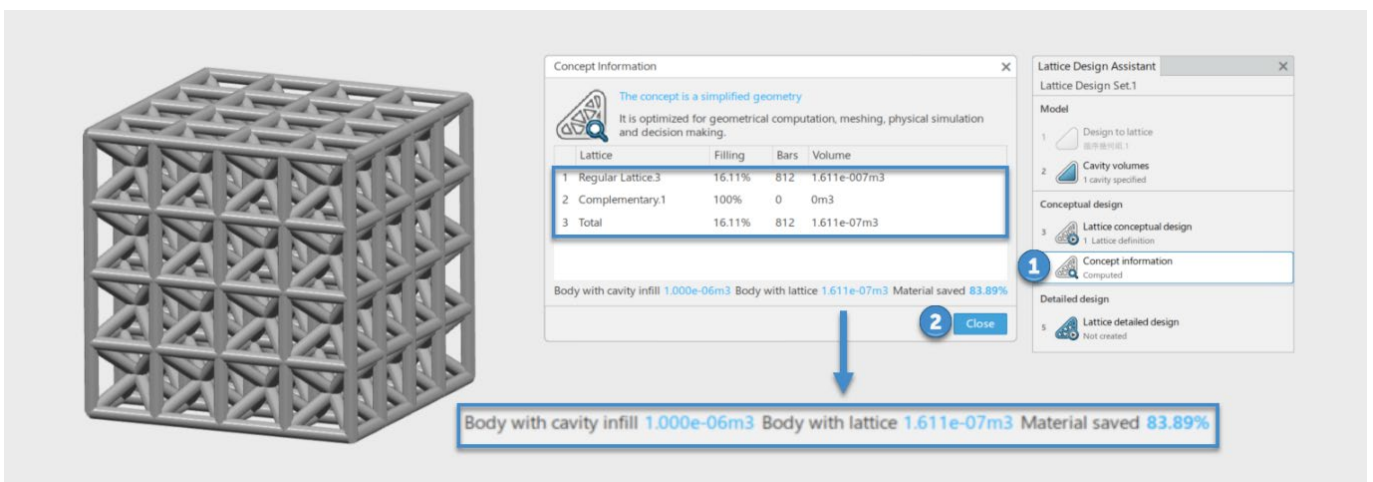 Concept Information
The concept is a simplified geometry
It is optimized for geometrical computation, meshing, physical simulation
and decision making.
Lattice Filling Bars Volume
1 Regular Lattice.3 16.11% 812 1.611e-007m3
2 Complementary.1 100% 0 0m3
3 Total 16.11% 812 1.611e-07m3
Body with cavity infill 1.000e-06m3 Body with lattice 1.611e-07m3 Material saved 83.89%
2 Close
Lattice Design Assistant
Lattice Design Set.1
Model
1 Design to lattice
循序幾何組.1
2 Cavity volumes
1 cavity specified
Conceptual design
3 Lattice conceptual design
1 Lattice definition
1 Concept information
Computed
Detailed design
5 Lattice detailed design
Not created
Body with cavity infill 1.000e-06m3 Body with lattice 1.611e-07m3 Material saved 83.89%